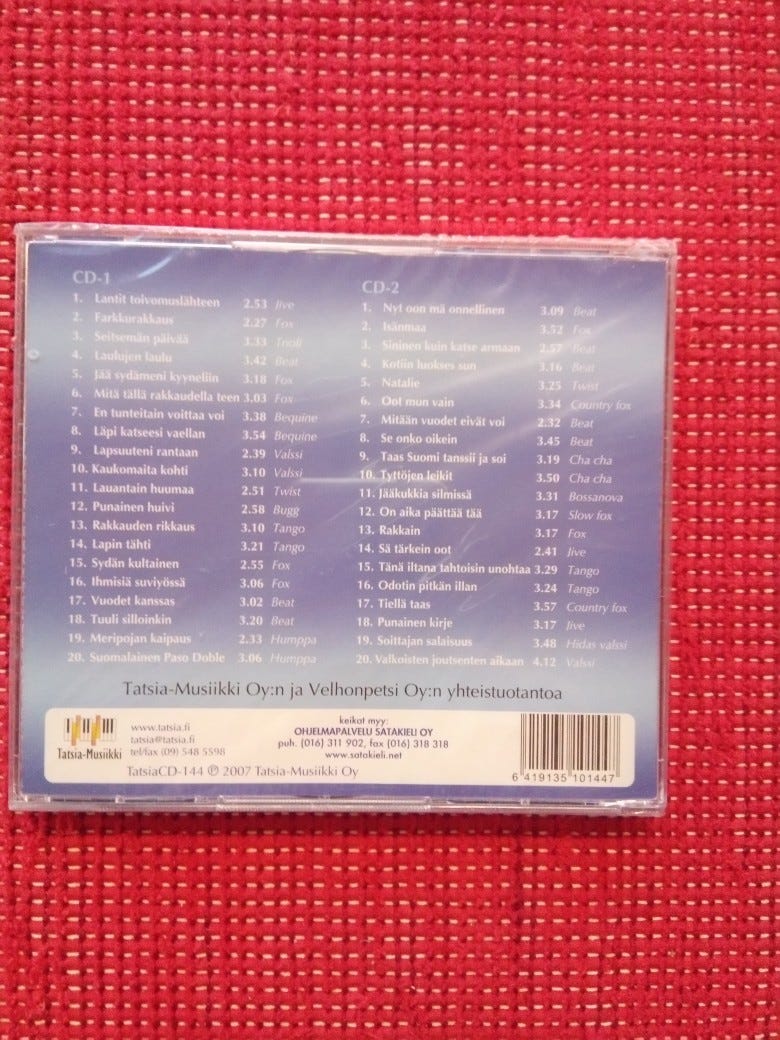 CD-1
1. Lantit toivomuslähteen 2.53 Jive
2. Farkkurakkaus 2.27 Fox
3. Seitsemän päivää 3.33 Trioli
4. Laulujen laulu 3.42 Beat
5. Jää sydämeni kyyneliin 3.18 Fox
6. Mitä tällä rakkaudella teen 3.03 Fox
7. En tunteitain voittaa voi 3.38 Bequine
8. Läpi katseesi vaellan 3.54 Bequine
9. Lapsuuteni rantaan 2.39 Valssi
10. Kaukomaita kohti 3.10 Valssi
11. Lauantain huumaa 2.51 Twist
12. Punainen huivi 2.58 Bugg
13. Rakkauden rikkaus 3.10 Tango
14. Lapin tähti 3.21 Tango
15. Sydän kultainen 2.55 Fox
16. Ihmisiä suviyössä 3.06 Fox
17. Vuodet kanssas 3.02 Beat
18. Tuuli silloinkin 3.20 Beat
19. Meripojan kaipaus 2.33 Humppa
20. Suomalainen Paso Doble 3.06 Humppa
CD-2
1. Nyt oon mä onnellinen 3.09 Beat
2. Isänmaa 3.52 Fox
3. Sininen kuin katse armaan 2.57 Beat
4. Kotiin luokses sun 3.16 Beat
5. Natalie 3.25 Twist
6. Oot mun vain 3.34 Country fox
7. Mitään vuodet eivät voi 2.32 Beat
8. Se onko oikein 3.45 Beat
9. Taas Suomi tanssii ja soi 3.19 Cha cha
10. Tyttöjen leikit 3.50 Cha cha
11. Jääkukkia silmissä 3.31 Bossanova
12. On aika päättää tää 3.17 Slow fox
13. Rakkain 3.17 Fox
14. Sä tärkein oot 2.41 Jive
15. Tänä iltana tahtoisin unohtaa 3.29 Tango
16. Odotin pitkän illan 3.24 Tango
17. Tiellä taas 3.57 Country fox
18. Punainen kirje 3.17 Jive
19. Soittajan salaisuus 3.48 Hidas valssi
20. Valkoisten joutsenten aikaan 4.12 Valssi
Tatsia-Musiikki Oy:n ja Velhonpetsi Oy:n yhteistuotantoa
Tatsia-Musiikki
www.tatsia.fi
tatsia@tatsia.fi
tel/fax (09) 548 5598
keikat myy:
OHJELMAPALVELU SATAKIELI OY
puh. (016) 311 902, fax (016) 318 318
www.satakieli.net
TatsiaCD-144 ℗ 2007 Tatsia-Musiikki Oy
6 419135 101447